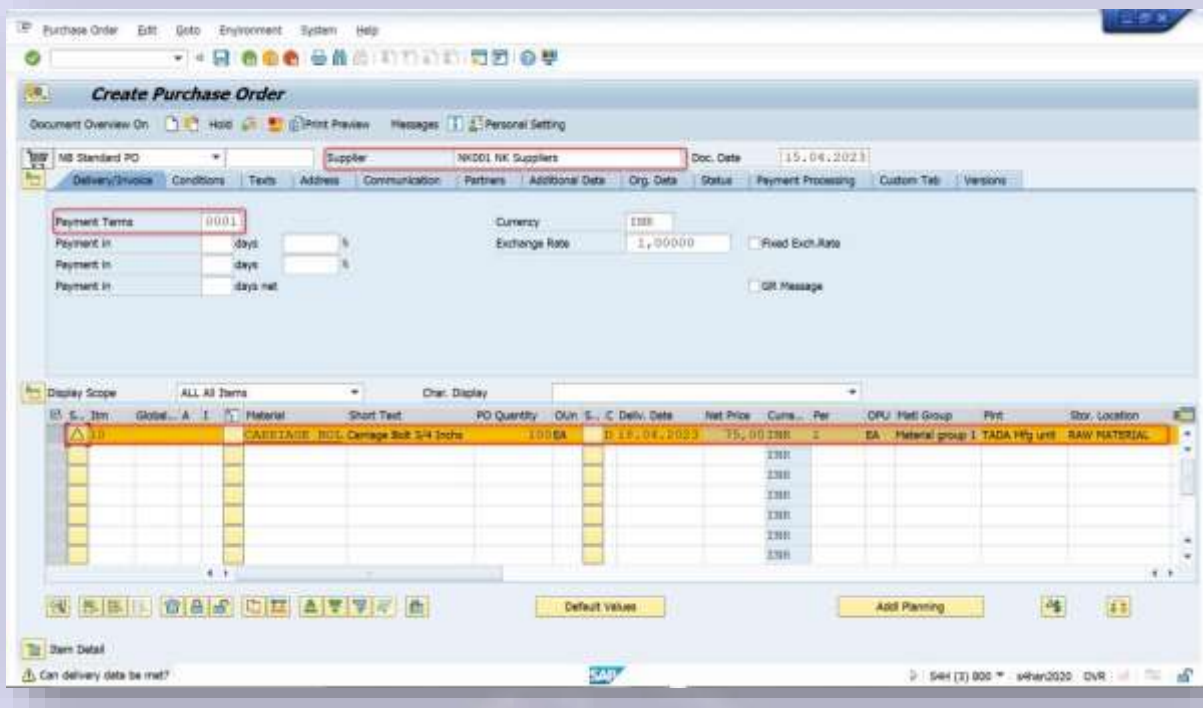 Purchase Order Edit Goto Environment System Help
Create Purchase Order
Document Overview On Hold Print Preview Messages Personal Setting
NB Standard PO Supplier NK001 NK Suppliers Doc. Date 15.04.2023
Delivery/Invoice Conditions Texts Address Communication Partners Additional Data Org. Data Status Payment Processing Custom Tab Versions
Payment Terms 0001 Currency INR
Payment in days % Exchange Rate 1,00000 Fixed Exch.Rate
Payment in days %
Payment in days net GR Message
Display Scope ALL All Items Char. Display
S... Itm Global... A I Material Short Text PO Quantity OUn S... C Deliv. Date Net Price Curre... Per OPU Matl Group Plnt Stor. Location
10 CARRIAGE BOL Carriage Bolt 3/4 Inchs 100 EA D 75,00 INR 1 EA Material group 1 TADA Mfg unit RAW MATERIAL
INR
INR
INR
INR
INR
INR
Default Values Addl Planning
Item Detail
Can delivery date be met? SAP S4H (3) 800 s4han2020 OVR